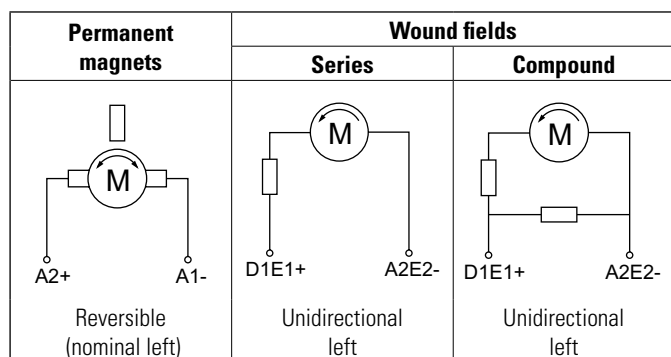 Permanent
magnets
Wound fields
Series
Compound
M
A2+
A1-
M
D1E1+
A2E2-
M
D1E1+
A2E2-
Reversible
(nominal left)
Unidirectional
left
Unidirectional
left